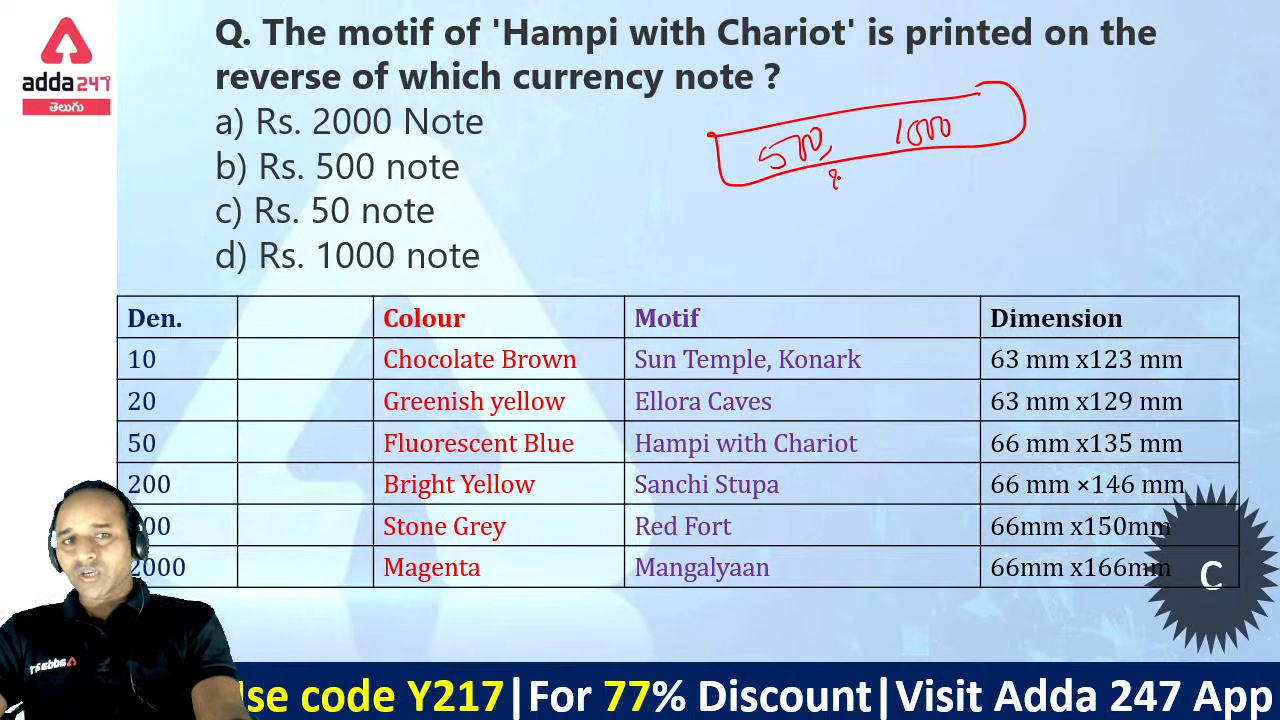 Q. The motif of 'Hampi with Chariot' is printed on the
reverse of which currency note ?
adda247
తెలుగు
a) Rs. 2000 Note
b) Rs. 500 note
c) Rs. 50 note
d) Rs. 1000 note
500, 1000
Den. Colour Motif Dimension
10 Chocolate Brown Sun Temple, Konark 63 mm x123 mm
20 Greenish yellow Ellora Caves 63 mm x129 mm
50 Fluorescent Blue Hampi with Chariot 66 mm x135 mm
200 Bright Yellow Sanchi Stupa 66 mm ×146 mm
00 Stone Grey Red Fort 66mm x150mm
2000 Magenta Mangalyaan 66mm x166mm
C
Use code Y217|For 77% Discount|Visit Adda 247 App